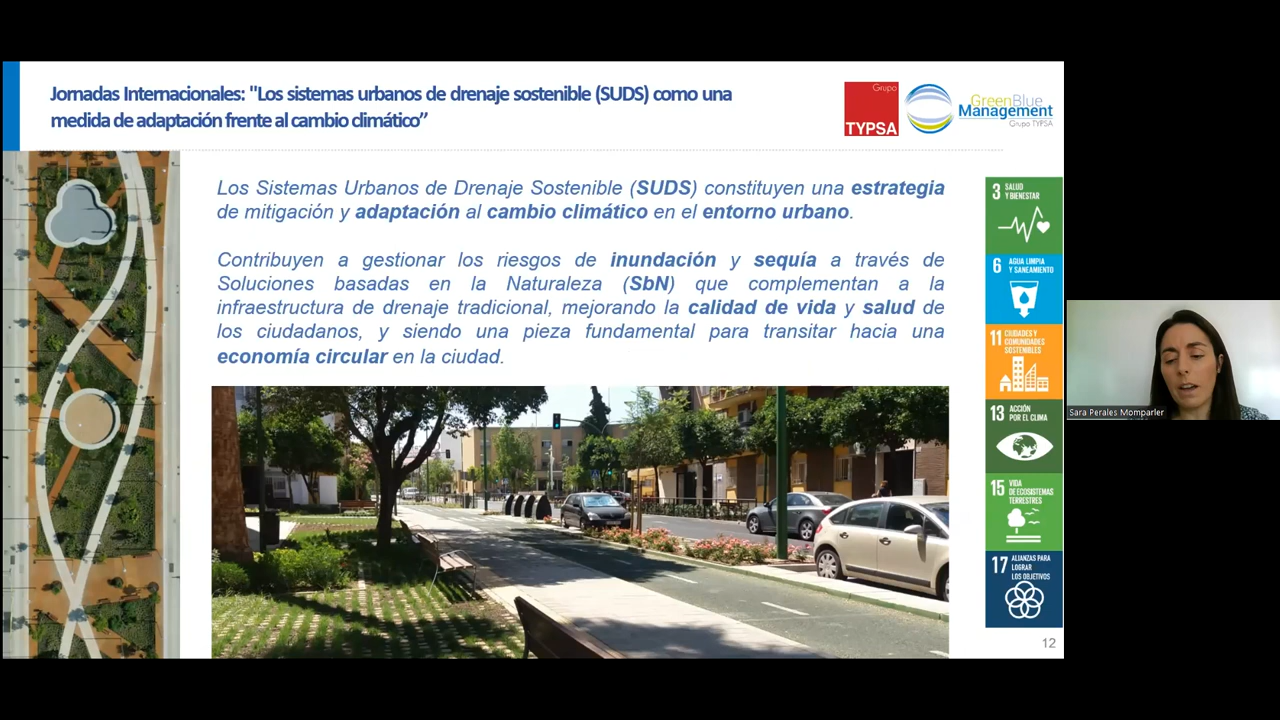 Jornadas Internacionales: "Los sistemas urbanos de drenaje sostenible (SUDS) como una
medida de adaptación frente al cambio climático”
Grupo
TYPSA
GreenBlue
Management
Grupo TYPSA
Los Sistemas Urbanos de Drenaje Sostenible (SUDS) constituyen una estrategia
de mitigación y adaptación al cambio climático en el entorno urbano.
Contribuyen a gestionar los riesgos de inundación y sequía a través de
Soluciones basadas en la Naturaleza (SbN) que complementan a la
infraestructura de drenaje tradicional, mejorando la calidad de vida y salud de
los ciudadanos, y siendo una pieza fundamental para transitar hacia una
economía circular en la ciudad.
3 SALUD
Y BIENESTAR
6 AGUA LIMPIA
Y SANEAMIENTO
11 CIUDADES Y
COMUNIDADES
SOSTENIBLES
13 ACCIÓN
POR EL CLIMA
15 VIDA
DE ECOSISTEMAS
TERRESTRES
17 ALIANZAS PARA
LOGRAR
LOS OBJETIVOS
12
Sara Perales Momparler